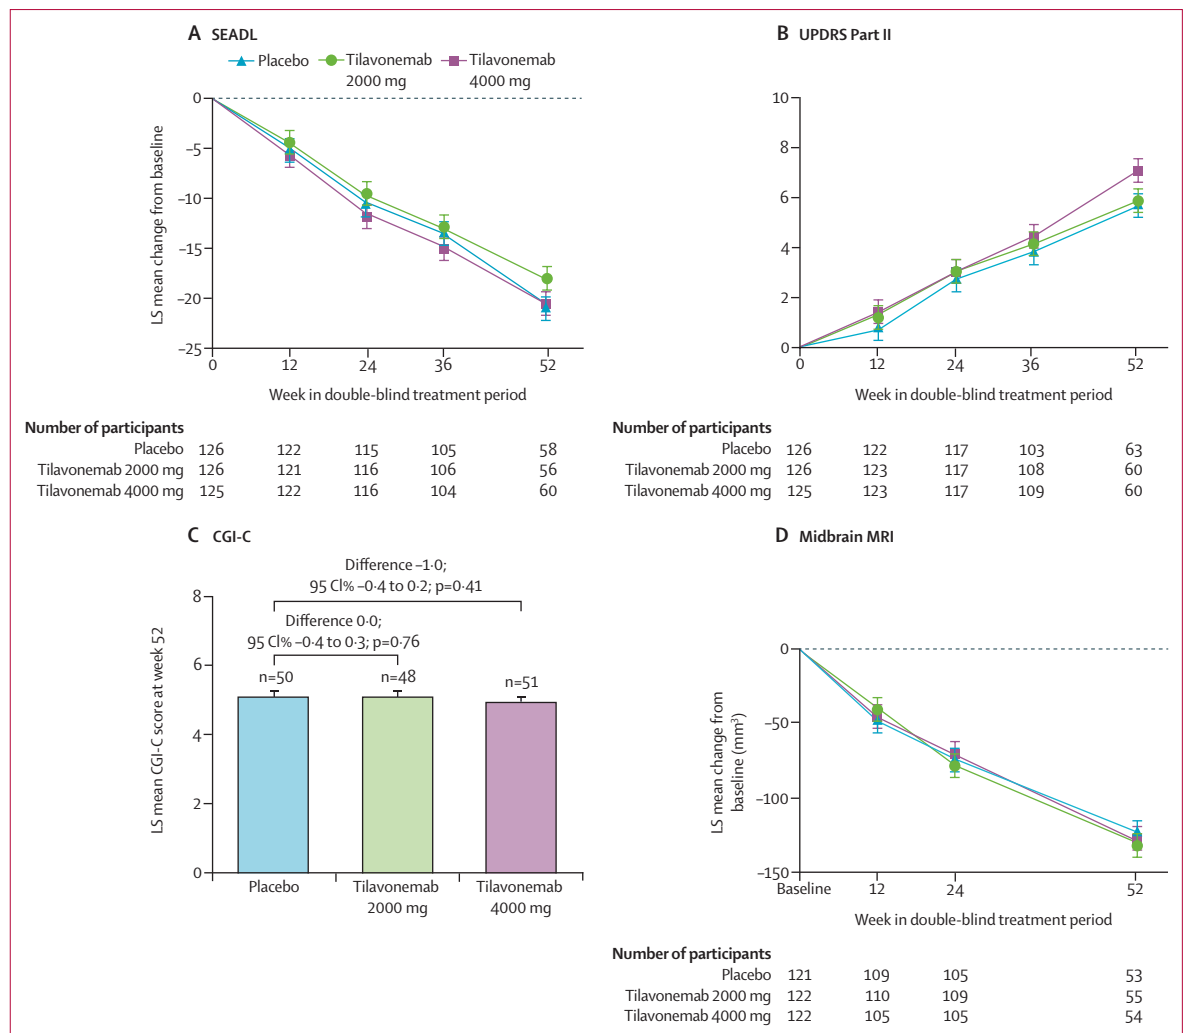 A SEADL
Placebo Tilavonemab 2000 mg Tilavonemab 4000 mg
LS mean change from baseline
0
–5
–10
–15
–20
–25
0 12 24 36 52
Week in double-blind treatment period
Number of participants
Placebo 126 122 115 105 58
Tilavonemab 2000 mg 126 121 116 106 56
Tilavonemab 4000 mg 125 122 116 104 60
B UPDRS Part II
10
8
6
4
2
0
0 12 24 36 52
Week in double-blind treatment period
Number of participants
Placebo 126 122 117 103 63
Tilavonemab 2000 mg 126 123 117 108 60
Tilavonemab 4000 mg 125 123 117 109 60
C CGI-C
Difference –1·0;
95 CI% –0·4 to 0·2; p=0·41
Difference 0·0;
95 CI% –0·4 to 0·3; p=0·76
n=50 n=48 n=51
LS mean CGI-C score at week 52
8
6
4
2
0
Placebo Tilavonemab 2000 mg Tilavonemab 4000 mg
D Midbrain MRI
LS mean change from
baseline (mm³)
0
–50
–100
–150
Baseline 12 24 52
Week in double-blind treatment period
Number of participants
Placebo 121 109 105 53
Tilavonemab 2000 mg 122 110 109 55
Tilavonemab 4000 mg 122 105 105 54